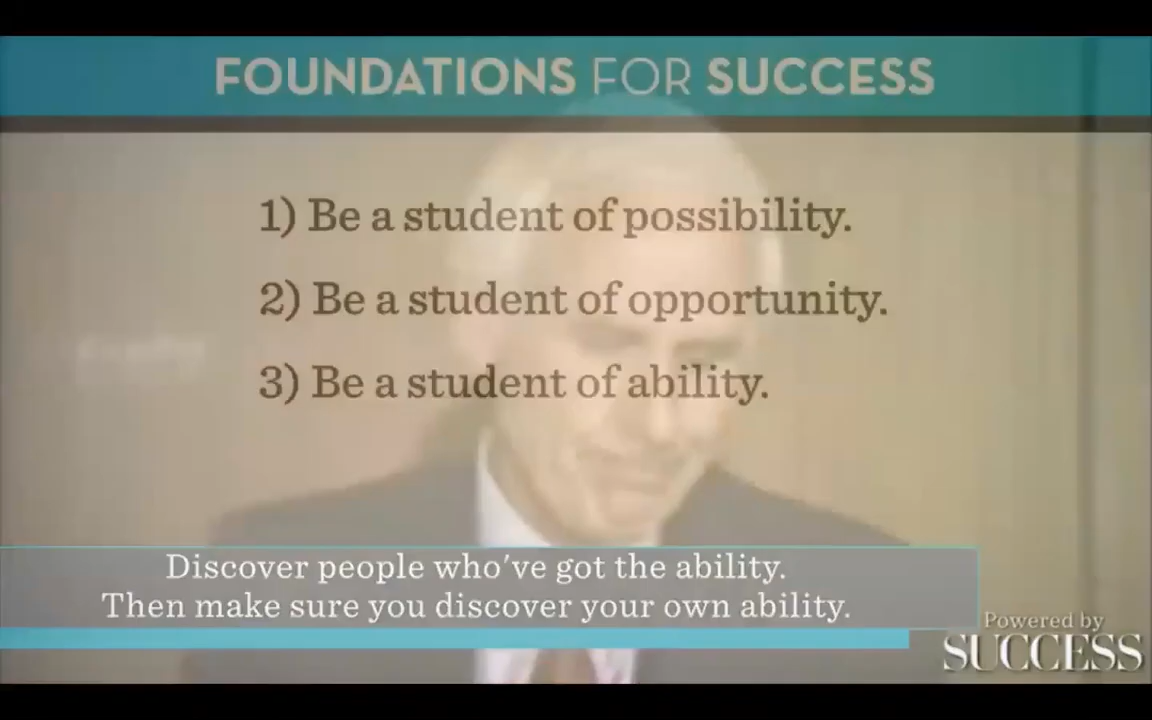 FOUNDATIONS FOR SUCCESS
1) Be a student of possibility.
2) Be a student of opportunity.
3) Be a student of ability.
Discover people who've got the ability.
Then make sure you discover your own ability.
Powered by
SUCCESS